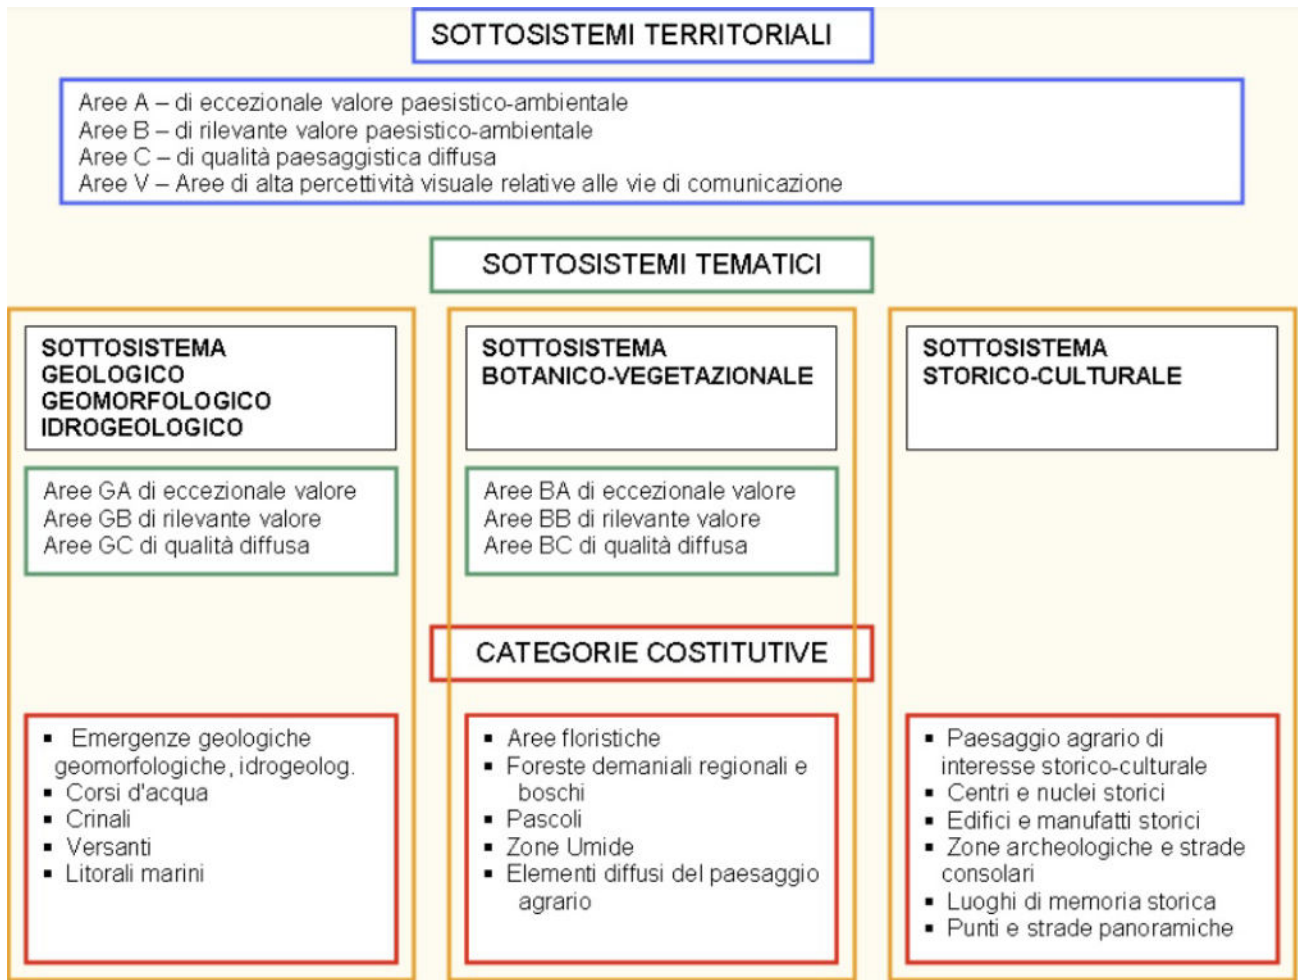 SOTTOSISTEMI TERRITORIALI
Aree A – di eccezionale valore paesistico-ambientale
Aree B – di rilevante valore paesistico-ambientale
Aree C – di qualità paesaggistica diffusa
Aree V – Aree di alta percettività visuale relative alle vie di comunicazione
SOTTOSISTEMI TEMATICI
SOTTOSISTEMA
GEOLOGICO
GEOMORFOLOGICO
IDROGEOLOGICO
Aree GA di eccezionale valore
Aree GB di rilevante valore
Aree GC di qualità diffusa
SOTTOSISTEMA
BOTANICO-VEGETAZIONALE
Aree BA di eccezionale valore
Aree BB di rilevante valore
Aree BC di qualità diffusa
SOTTOSISTEMA
STORICO-CULTURALE
CATEGORIE COSTITUTIVE
▪ Emergenze geologiche
geomorfologiche, idrogeolog.
▪ Corsi d'acqua
▪ Crinali
▪ Versanti
▪ Litorali marini
▪ Aree floristiche
▪ Foreste demaniali regionali e
boschi
▪ Pascoli
▪ Zone Umide
▪ Elementi diffusi del paesaggio
agrario
▪ Paesaggio agrario di
interesse storico-culturale
▪ Centri e nuclei storici
▪ Edifici e manufatti storici
▪ Zone archeologiche e strade
consolari
▪ Luoghi di memoria storica
▪ Punti e strade panoramiche